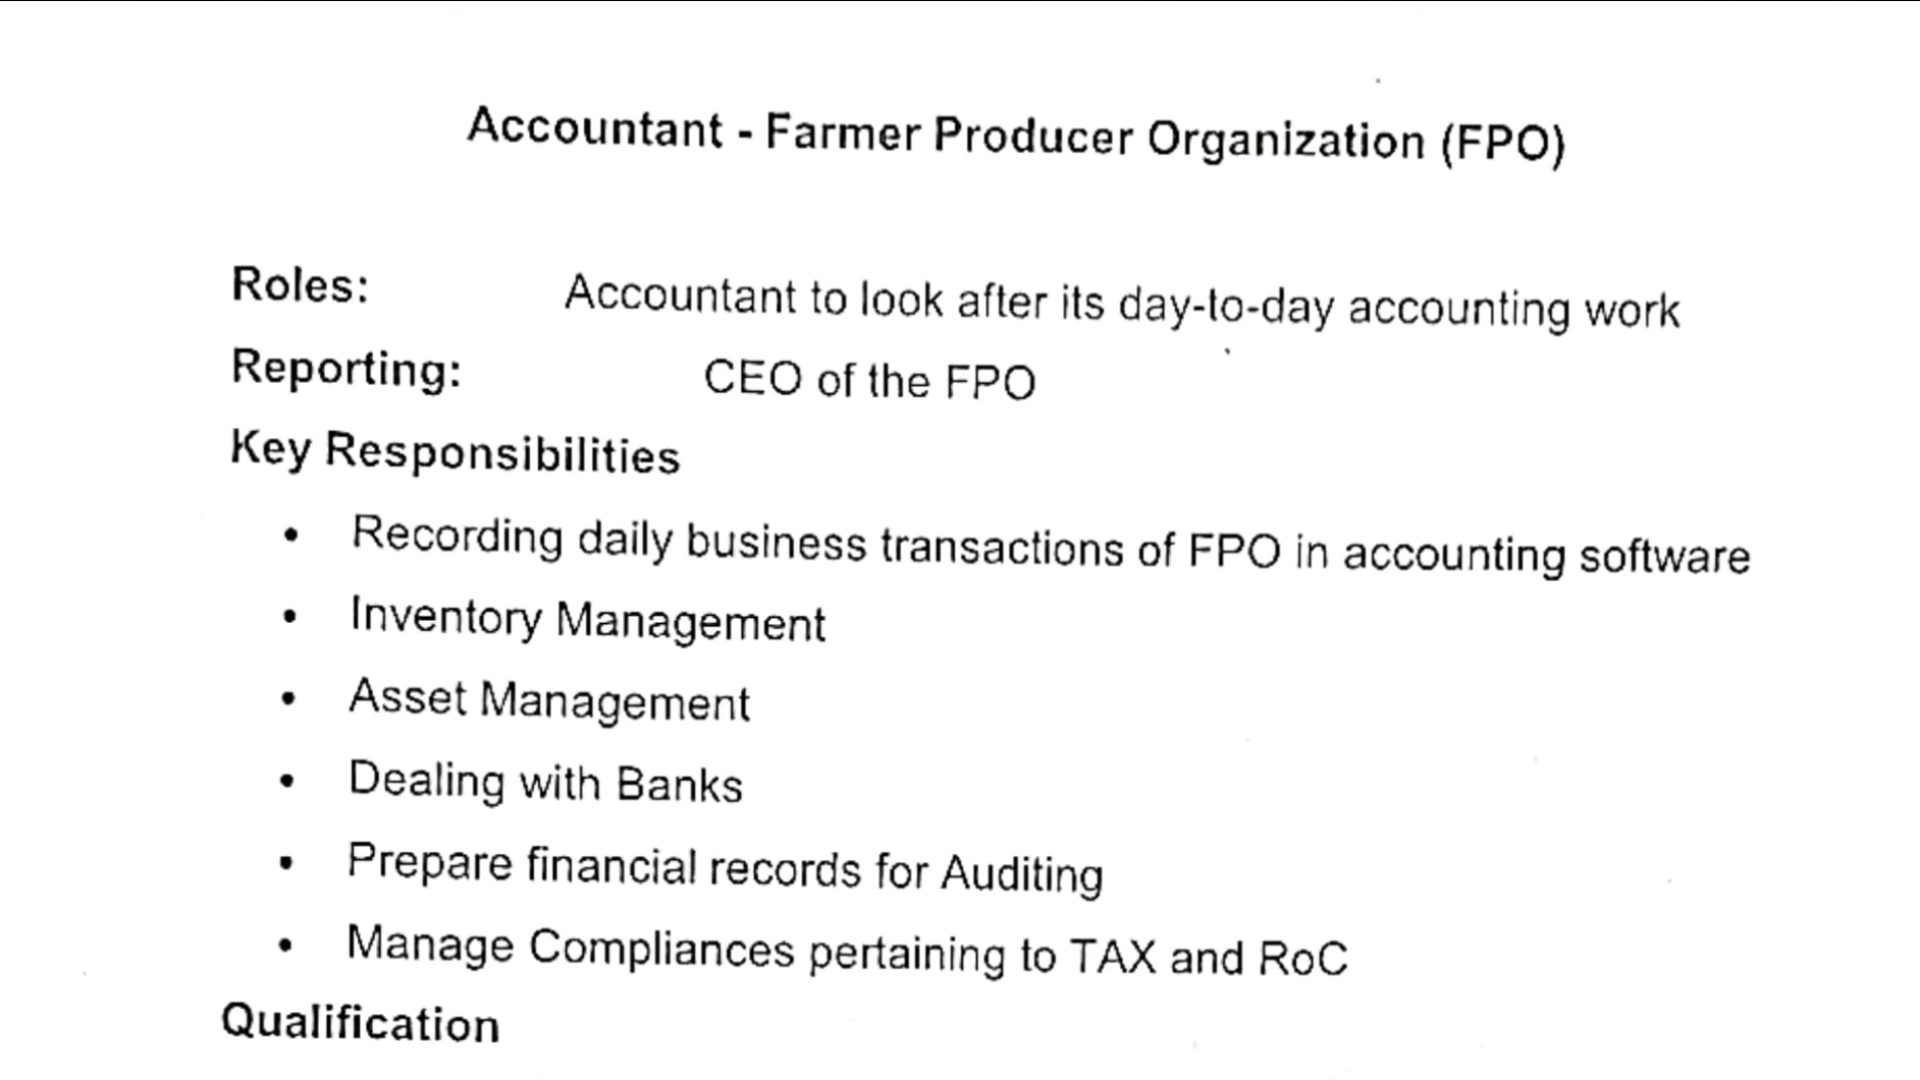 Accountant - Farmer Producer Organization (FPO)
Roles: Accountant to look after its day-to-day accounting work
Reporting: CEO of the FPO
Key Responsibilities
• Recording daily business transactions of FPO in accounting software
• Inventory Management
• Asset Management
• Dealing with Banks
• Prepare financial records for Auditing
• Manage Compliances pertaining to TAX and RoC
Qualification